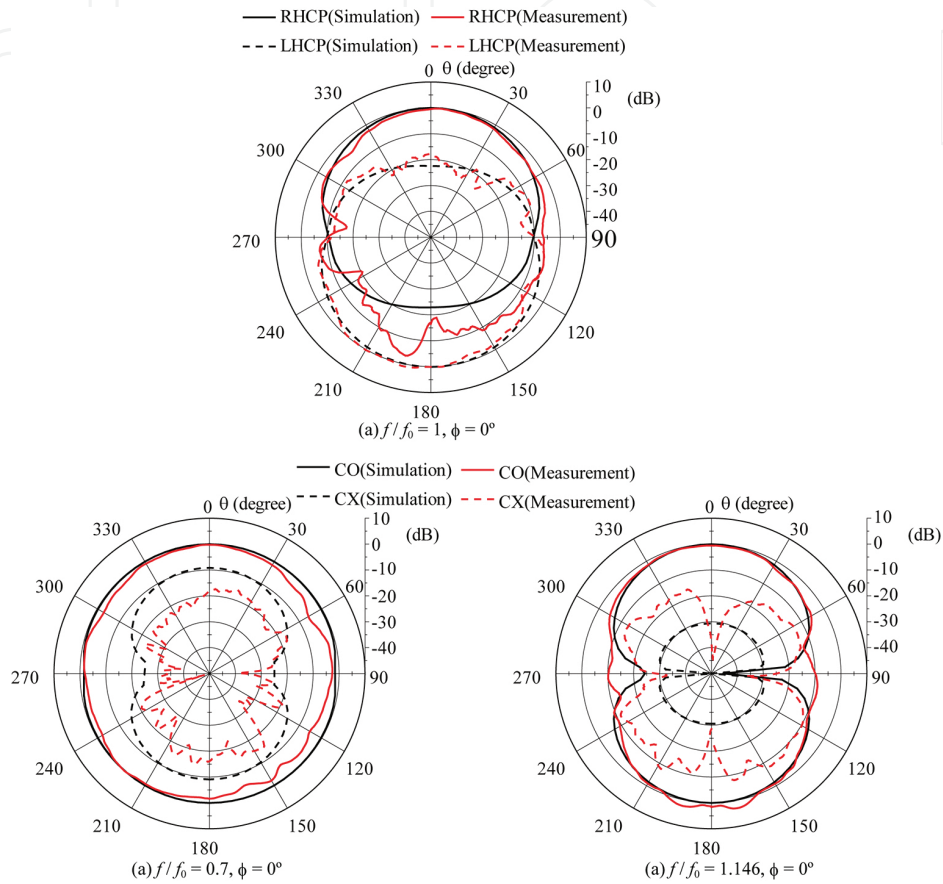 RHCP(Simulation) RHCP(Measurement)
LHCP(Simulation) LHCP(Measurement)
0 θ (degree)
330 30
10
0
-10
-20
-30
-40
(dB)
300 60
270 90
240 120
210 150
180
(a) f / f₀ = 1, ϕ = 0º
CO(Simulation) CO(Measurement)
CX(Simulation) CX(Measurement)
0 θ (degree)
330 30
10
0
-10
-20
-30
-40
(dB)
300 60
270 90
240 120
210 150
180
(a) f / f₀ = 0.7, ϕ = 0º
0 θ (degree)
330 30
10
0
-10
-20
-30
-40
(dB)
300 60
270 90
240 120
210 150
180
(a) f / f₀ = 1.146, ϕ = 0º